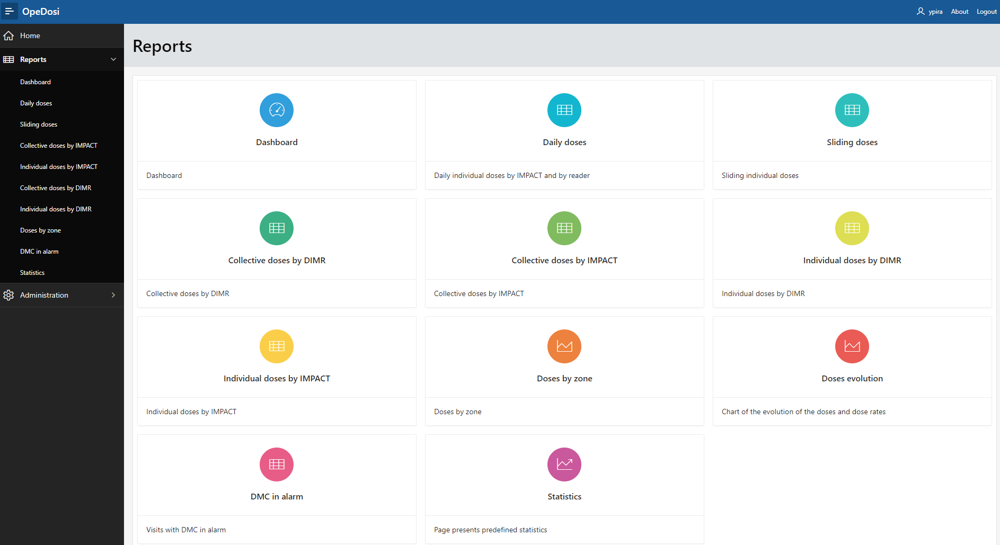 OpeDosi
ypira
About
Logout
Home
Reports
Dashboard
Daily doses
Sliding doses
Collective doses by IMPACT
Individual doses by IMPACT
Collective doses by DIMR
Individual doses by DIMR
Doses by zone
DMC in alarm
Statistics
Administration
Reports
Dashboard
Dashboard
Daily doses
Daily individual doses by IMPACT and by reader
Sliding doses
Sliding individual doses
Collective doses by DIMR
Collective doses by DIMR
Collective doses by IMPACT
Collective doses by IMPACT
Individual doses by DIMR
Individual doses by DIMR
Individual doses by IMPACT
Individual doses by IMPACT
Doses by zone
Doses by zone
Doses evolution
Chart of the evolution of the doses and dose rates
DMC in alarm
Visits with DMC in alarm
Statistics
Page presents predefined statistics